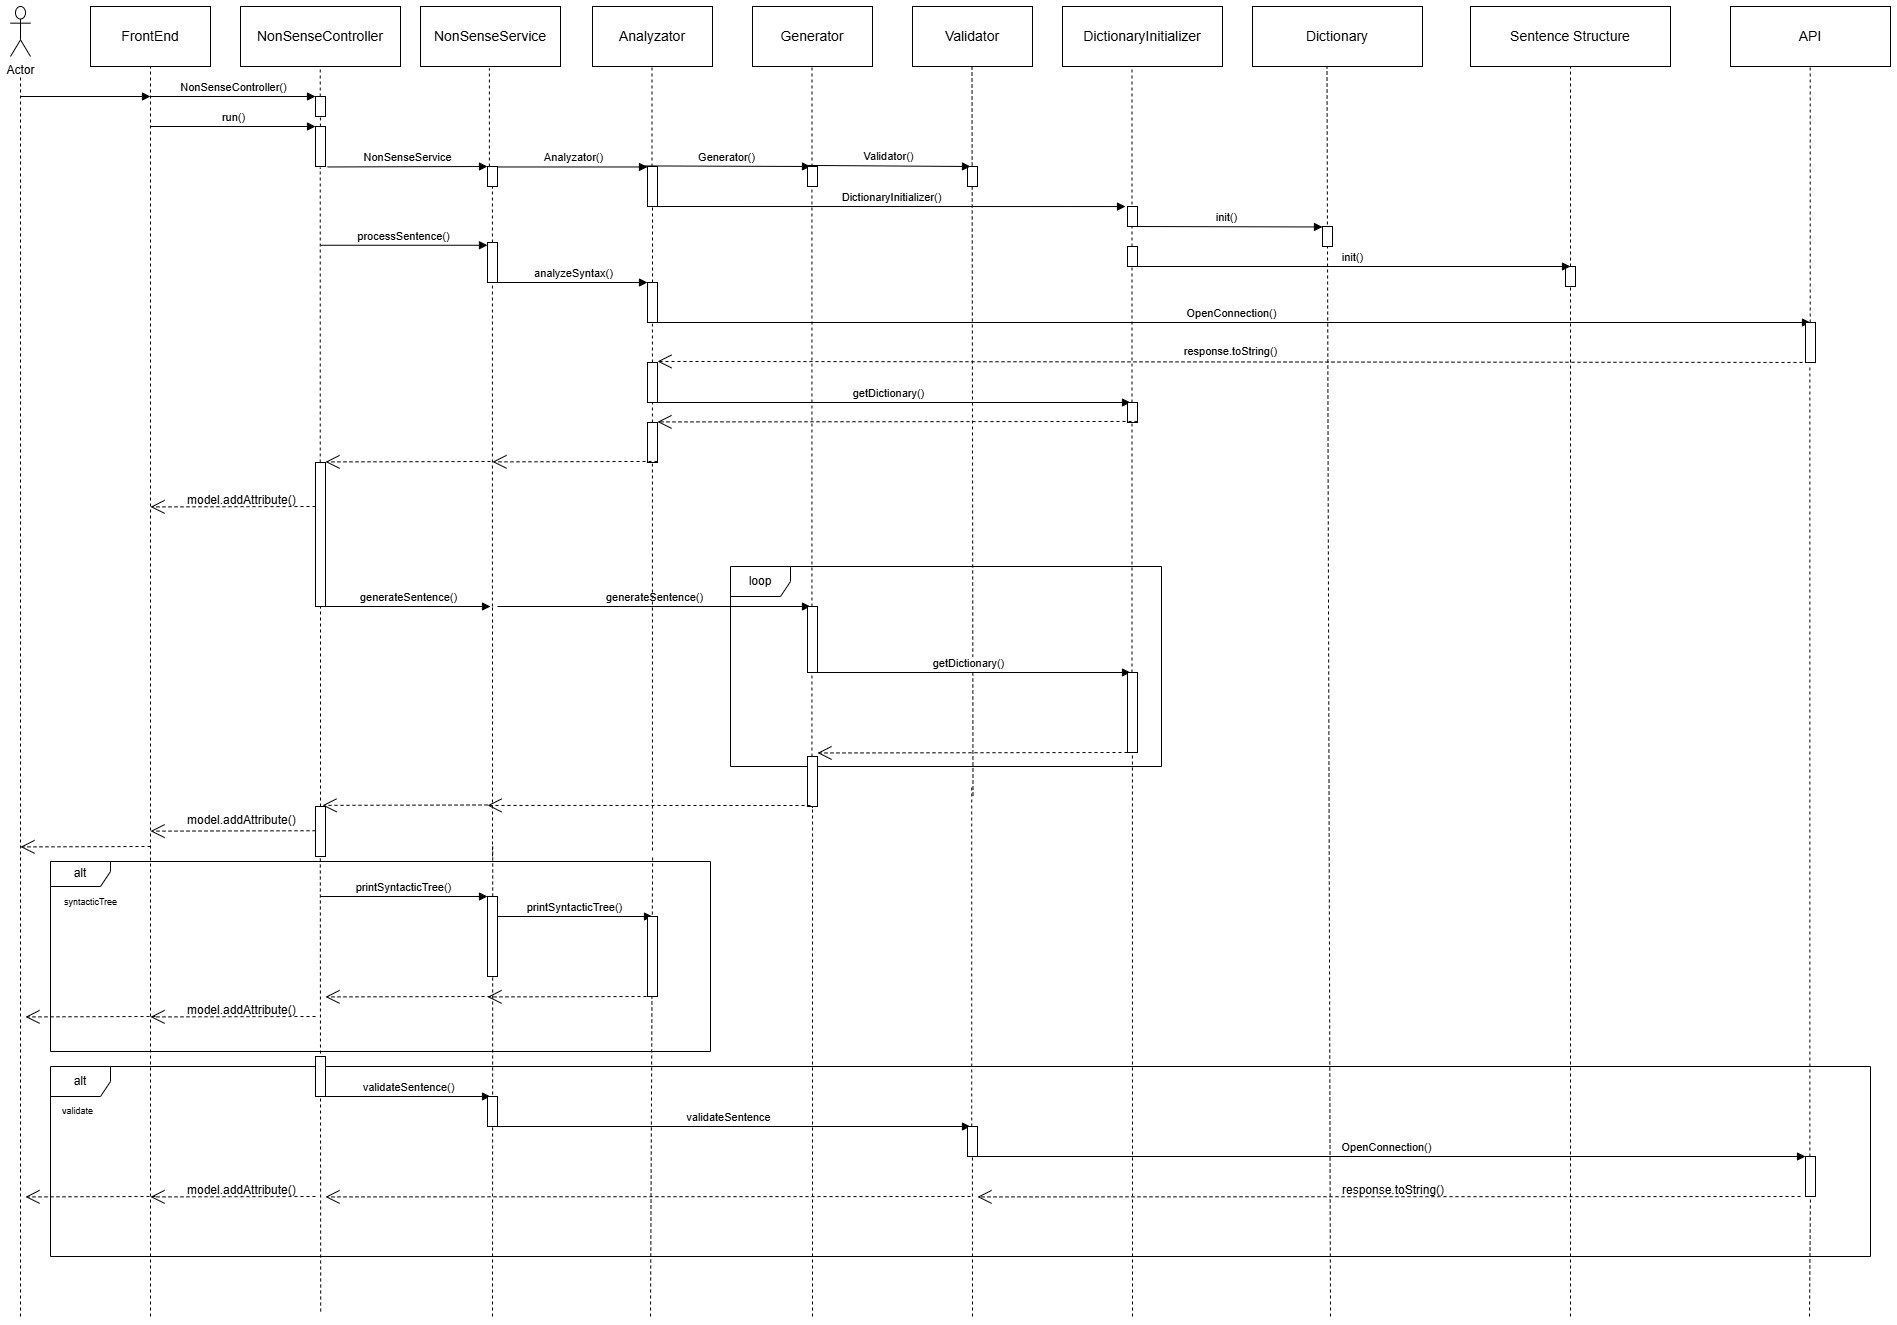 Actor
FrontEnd
NonSenseController
NonSenseService
Analyzator
Generator
Validator
DictionaryInitializer
Dictionary
Sentence Structure
API
NonSenseController()
run()
NonSenseService
Analyzator()
Generator()
Validator()
DictionaryInitializer()
init()
processSentence()
init()
analyzeSyntax()
OpenConnection()
response.toString()
getDictionary()
model.addAttribute()
loop
generateSentence()
generateSentence()
getDictionary()
model.addAttribute()
alt
syntacticTree
printSyntacticTree()
printSyntacticTree()
model.addAttribute()
alt
validate
validateSentence()
validateSentence
OpenConnection()
model.addAttribute()
response.toString()